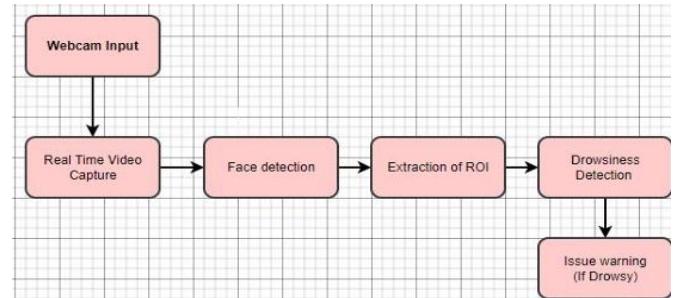 Webcam Input
Real Time Video
Capture
Face detection
Extraction of ROI
Drowsiness
Detection
Issue warning
(If Drowsy)